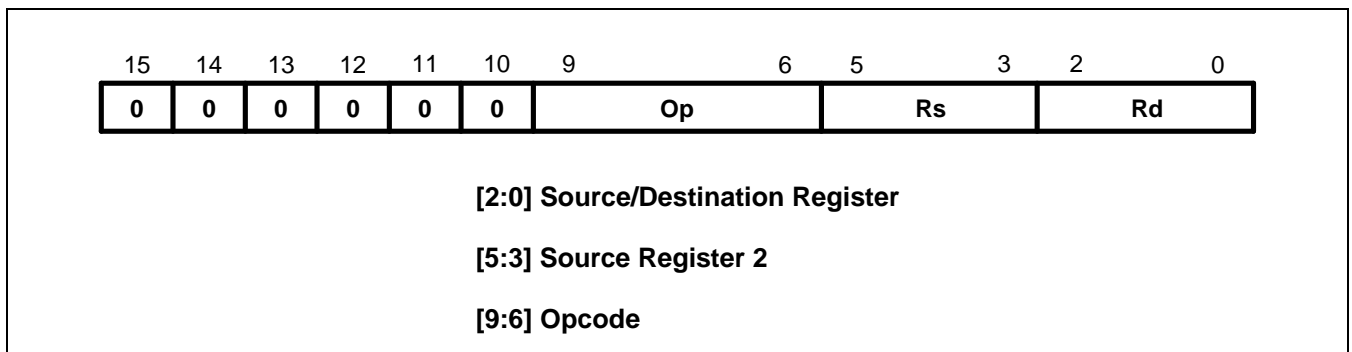 15 14 13 12 11 10 9 6 5 3 2 0
0 0 0 0 0 0 Op Rs Rd
[2:0] Source/Destination Register
[5:3] Source Register 2
[9:6] Opcode